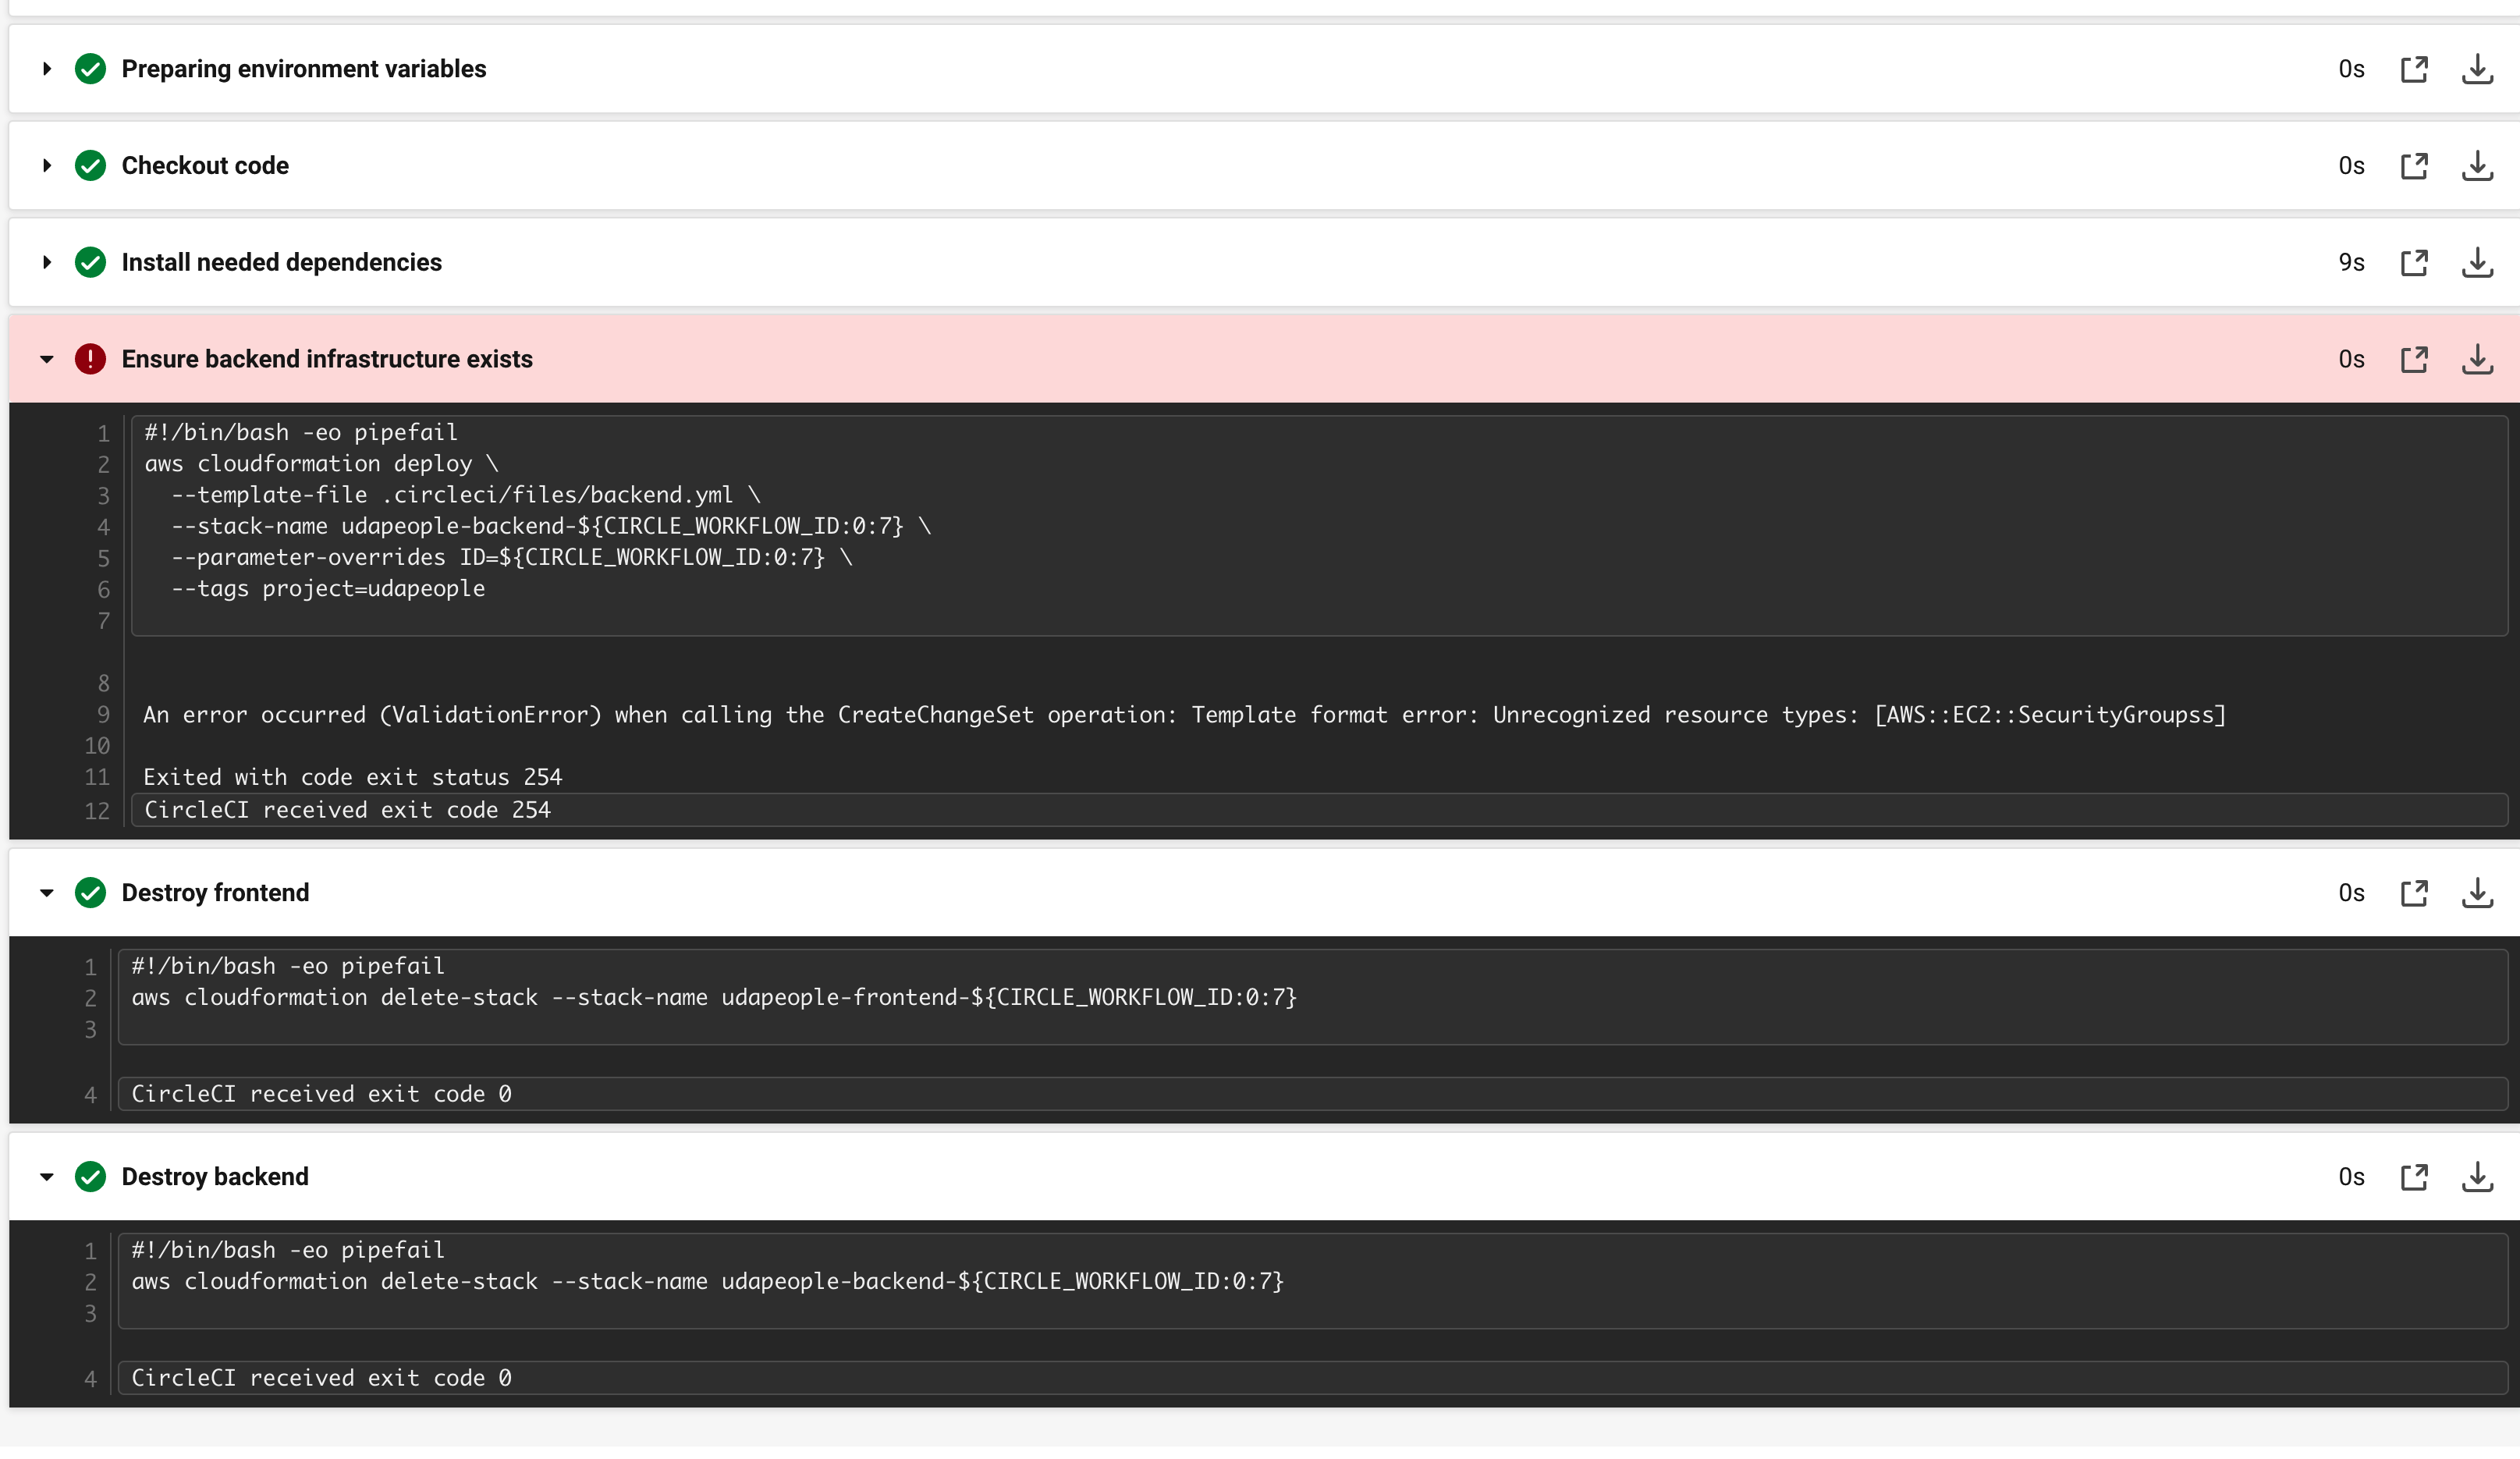 Preparing environment variables 0s
Checkout code 0s
Install needed dependencies 9s
Ensure backend infrastructure exists 0s
1 #!/bin/bash -eo pipefail
2 aws cloudformation deploy \
3   --template-file .circleci/files/backend.yml \
4   --stack-name udapeople-backend-${CIRCLE_WORKFLOW_ID:0:7} \
5   --parameter-overrides ID=${CIRCLE_WORKFLOW_ID:0:7} \
6   --tags project=udapeople
7
8
9 An error occurred (ValidationError) when calling the CreateChangeSet operation: Template format error: Unrecognized resource types: [AWS::EC2::SecurityGroupss]
10
11 Exited with code exit status 254
12 CircleCI received exit code 254
Destroy frontend 0s
1 #!/bin/bash -eo pipefail
2 aws cloudformation delete-stack --stack-name udapeople-frontend-${CIRCLE_WORKFLOW_ID:0:7}
3
4 CircleCI received exit code 0
Destroy backend 0s
1 #!/bin/bash -eo pipefail
2 aws cloudformation delete-stack --stack-name udapeople-backend-${CIRCLE_WORKFLOW_ID:0:7}
3
4 CircleCI received exit code 0